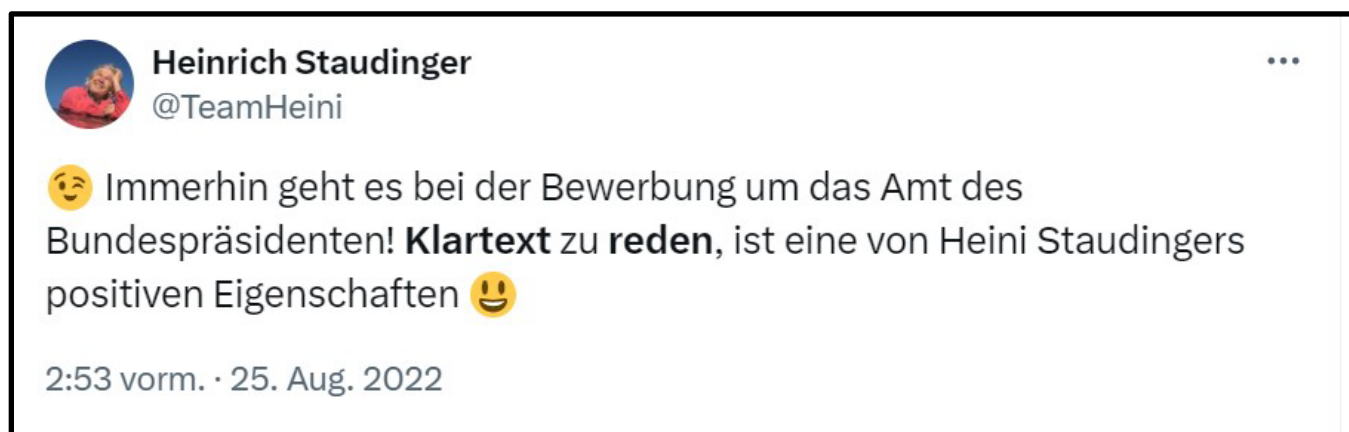 Heinrich Staudinger
@TeamHeini
😉 Immerhin geht es bei der Bewerbung um das Amt des
Bundespräsidenten! Klartext zu reden, ist eine von Heini Staudingers
positiven Eigenschaften 😃
2:53 vorm. · 25. Aug. 2022